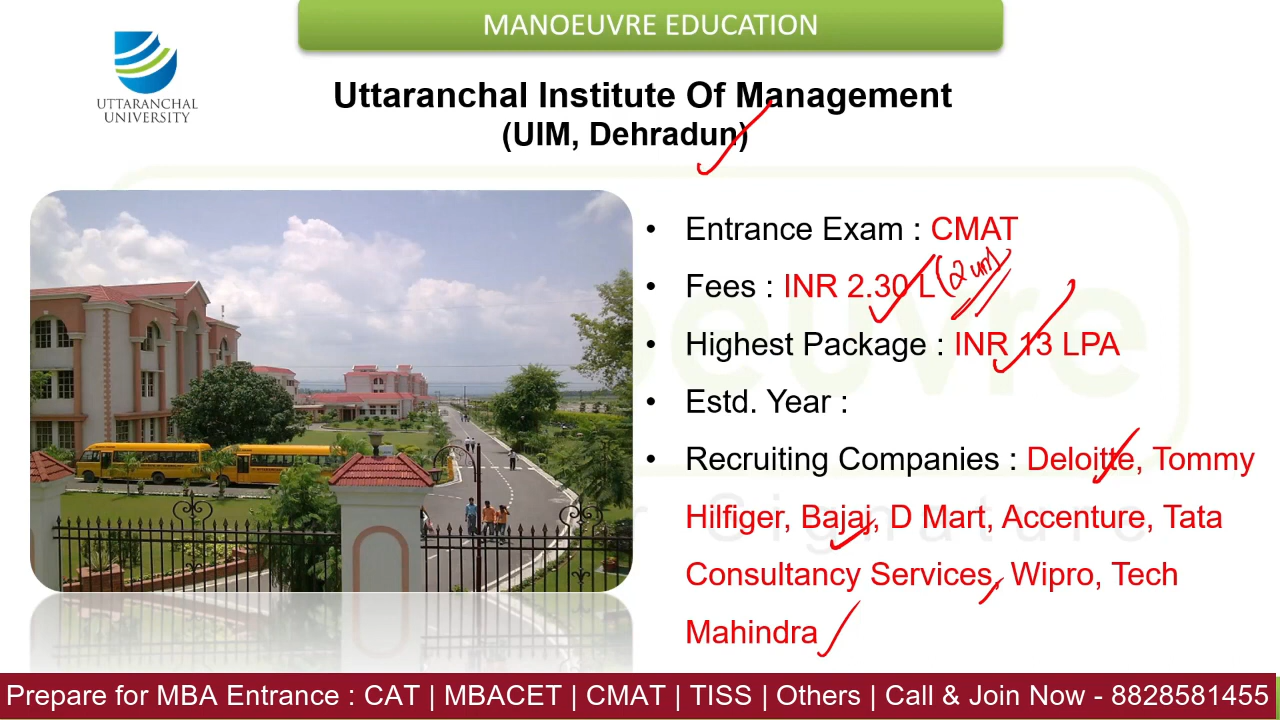 MANOEUVRE EDUCATION
UTTARANCHAL
UNIVERSITY
Uttaranchal Institute Of Management
(UIM, Dehradun)
• Entrance Exam : CMAT
• Fees : INR 2.30 L
• Highest Package : INR 13 LPA
• Estd. Year :
• Recruiting Companies : Deloitte, Tommy
Hilfiger, Bajaj, D Mart, Accenture, Tata
Consultancy Services, Wipro, Tech
Mahindra
Signature
Prepare for MBA Entrance : CAT | MBACET | CMAT | TISS | Others | Call & Join Now - 8828581455